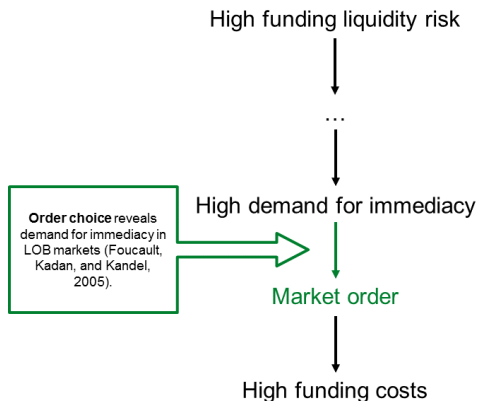 High funding liquidity risk
...
High demand for immediacy
Order choice reveals
demand for immediacy in
LOB markets (Foucault,
Kadan, and Kandel,
2005).
Market order
High funding costs